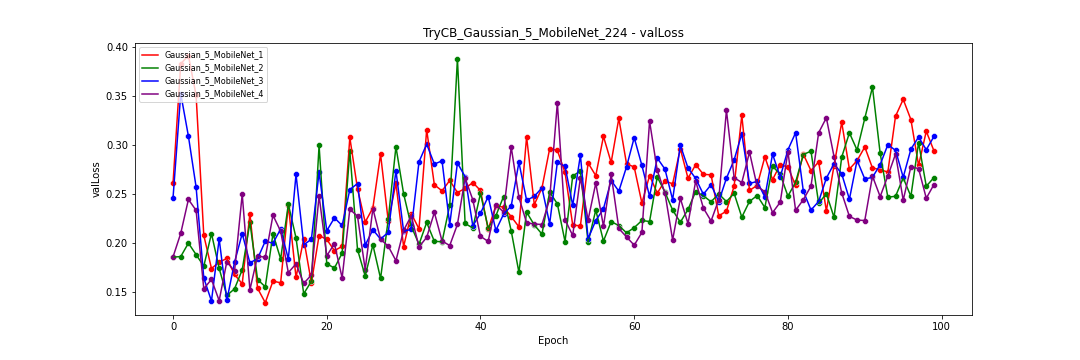 TryCB_Gaussian_5_MobileNet_224 - valLoss
Gaussian_5_MobileNet_1
Gaussian_5_MobileNet_2
Gaussian_5_MobileNet_3
Gaussian_5_MobileNet_4
valLoss
0.40
0.35
0.30
0.25
0.20
0.15
0
20
40
60
80
100
Epoch